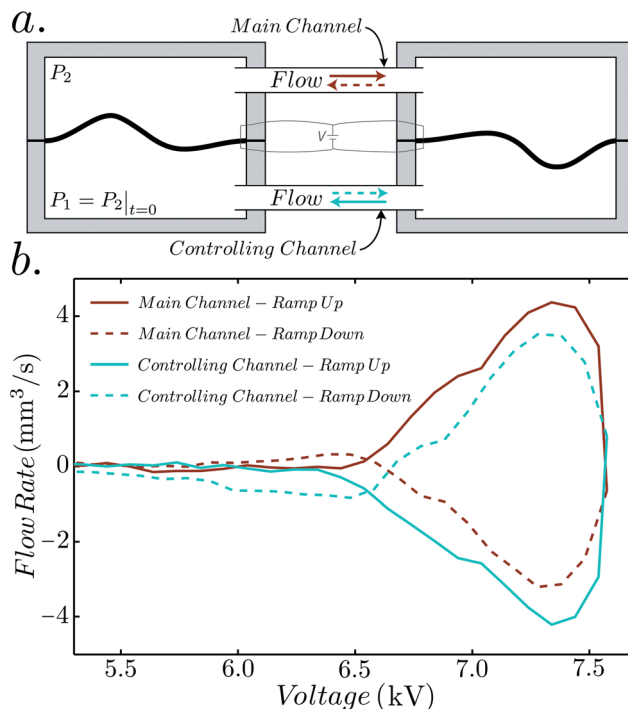 a.
Main Channel
P₂
Flow
V
P₁ = P₂|ₜ₌₀
Flow
Controlling Channel
b.
Main Channel – Ramp Up
Main Channel – Ramp Down
Controlling Channel – Ramp Up
Controlling Channel – Ramp Down
Flow Rate (mm³/s)
4
2
0
−2
−4
5.5 6.0 6.5 7.0 7.5
Voltage (kV)